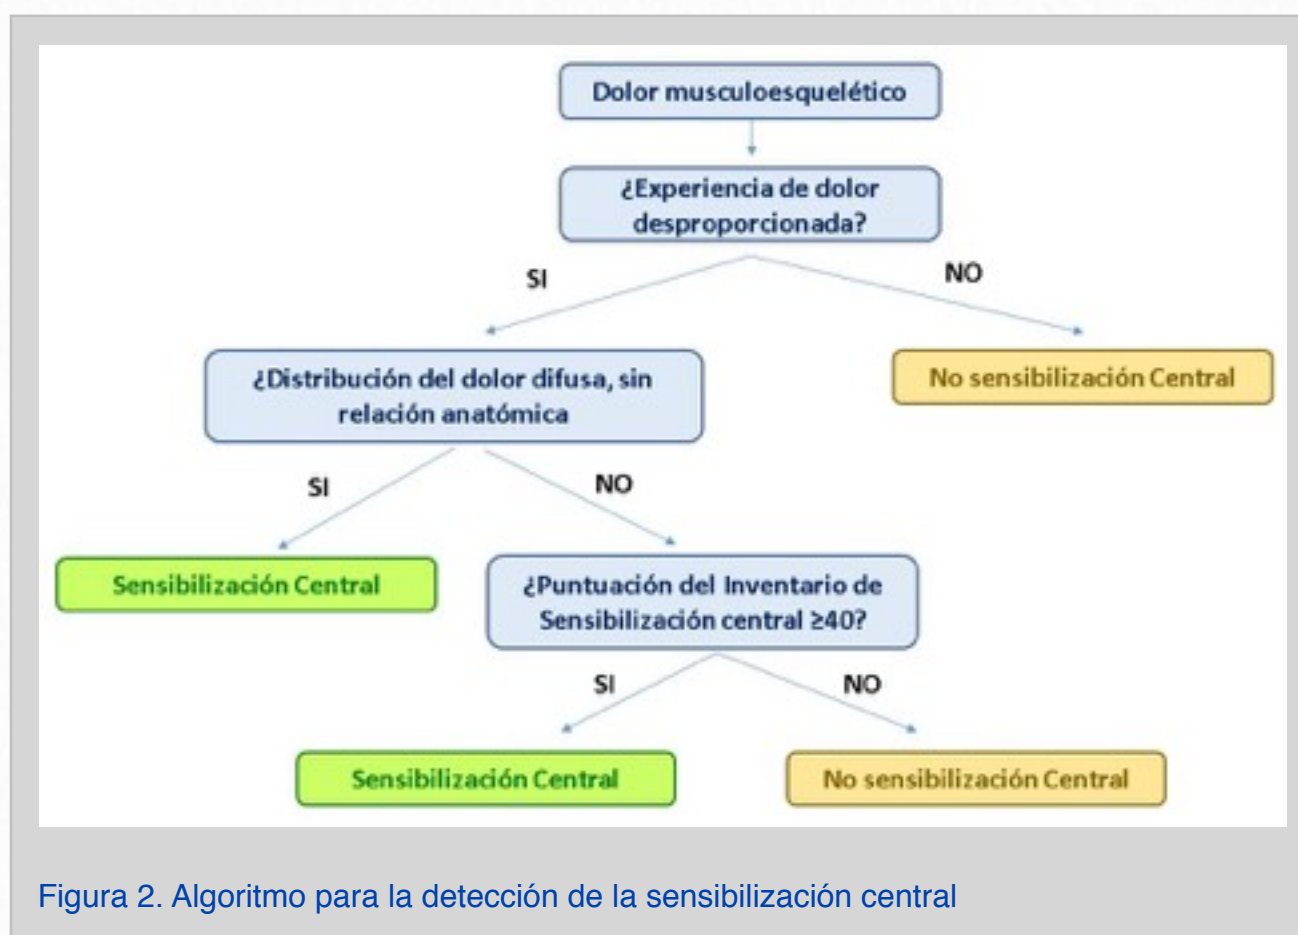 Dolor musculoesquelético
¿Experiencia de dolor
desproporcionada?
SI
NO
¿Distribución del dolor difusa, sin
relación anatómica
No sensibilización Central
SI
NO
Sensibilización Central
¿Puntuación del Inventario de
Sensibilización central ≥40?
SI
NO
Sensibilización Central
No sensibilización Central
Figura 2. Algoritmo para la detección de la sensibilización central